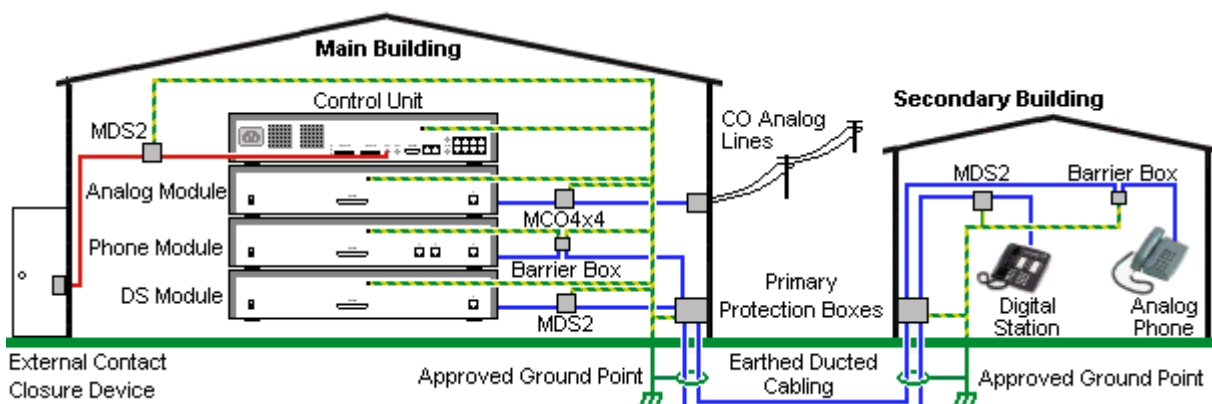 Main Building
Control Unit
MDS2
Analog Module
MCO4x4
Phone Module
Barrier Box
DS Module
MDS2
CO Analog
Lines
Primary
Protection Boxes
Secondary Building
MDS2
Barrier Box
Digital
Station
Analog
Phone
External Contact
Closure Device
Approved Ground Point
Earthed Ducted
Cabling
Approved Ground Point